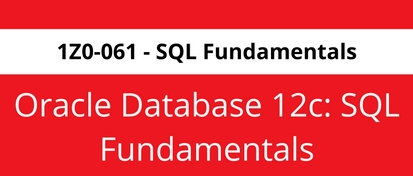 1Z0-061 - SQL Fundamentals
Oracle Database 12c: SQL
Fundamentals